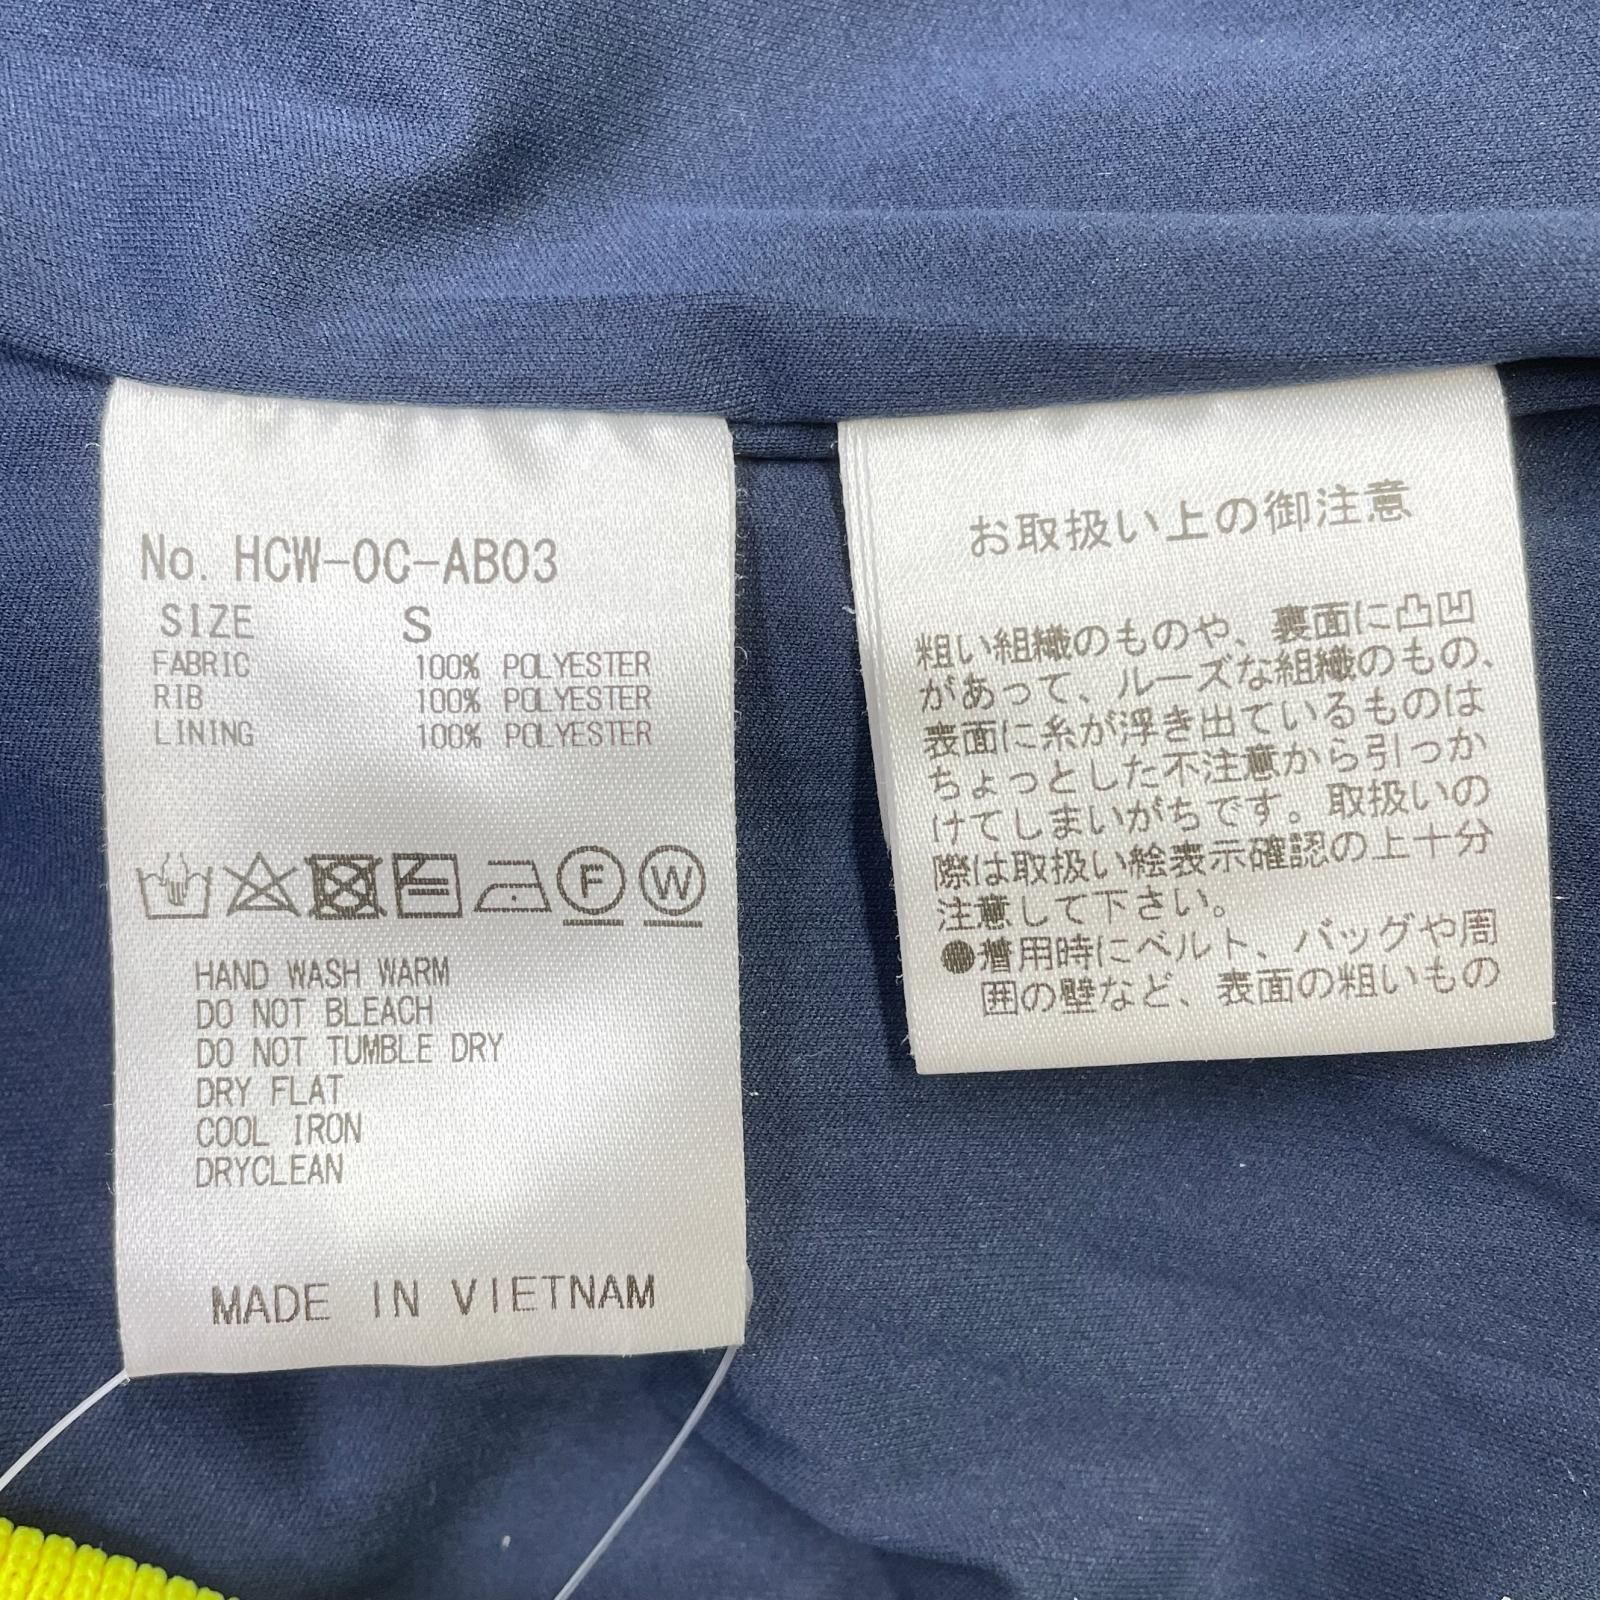 No. HCW-OC-AB03
SIZE S
FABRIC 100% POLYESTER
RIB 100% POLYESTER
LINING 100% POLYESTER
F W
HAND WASH WARM
DO NOT BLEACH
DO NOT TUMBLE DRY
DRY FLAT
COOL IRON
DRYCLEAN
MADE IN VIETNAM
お取扱い上の御注意
粗い組織のものや、裏面に凸凹
があって、ルーズな組織のもの、
表面に糸が浮き出ているものは
ちょっとした不注意から引っか
けてしまいがちです。取扱いの
際は取扱い絵表示確認の上十分
注意して下さい。
●着用時にベルト、バッグや周
囲の壁など、表面の粗いもの